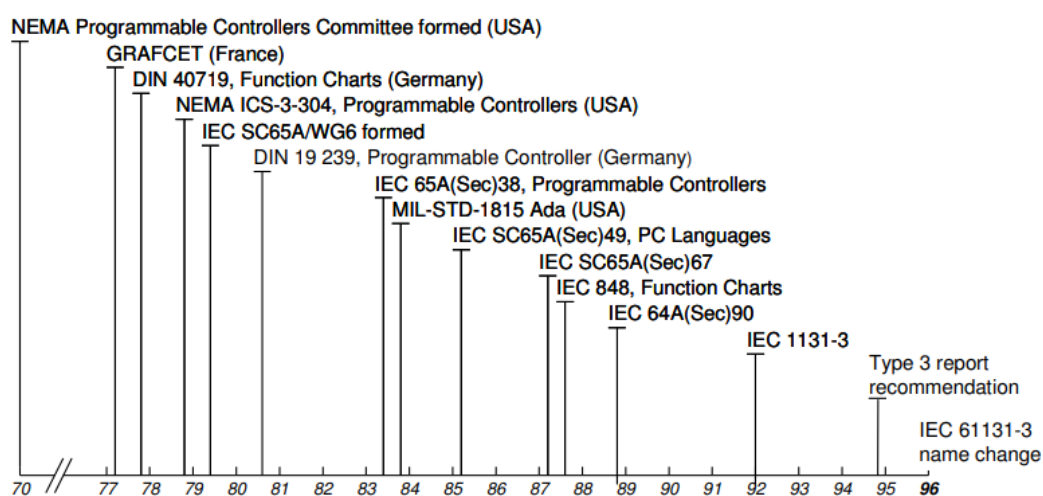 NEMA Programmable Controllers Committee formed (USA)
GRAFCET (France)
DIN 40719, Function Charts (Germany)
NEMA ICS-3-304, Programmable Controllers (USA)
IEC SC65A/WG6 formed
DIN 19 239, Programmable Controller (Germany)
IEC 65A(Sec)38, Programmable Controllers
MIL-STD-1815 Ada (USA)
IEC SC65A(Sec)49, PC Languages
IEC SC65A(Sec)67
IEC 848, Function Charts
IEC 64A(Sec)90
IEC 1131-3
Type 3 report
recommendation
IEC 61131-3
name change
70 77 78 79 80 81 82 83 84 85 86 87 88 89 90 91 92 93 94 95 96